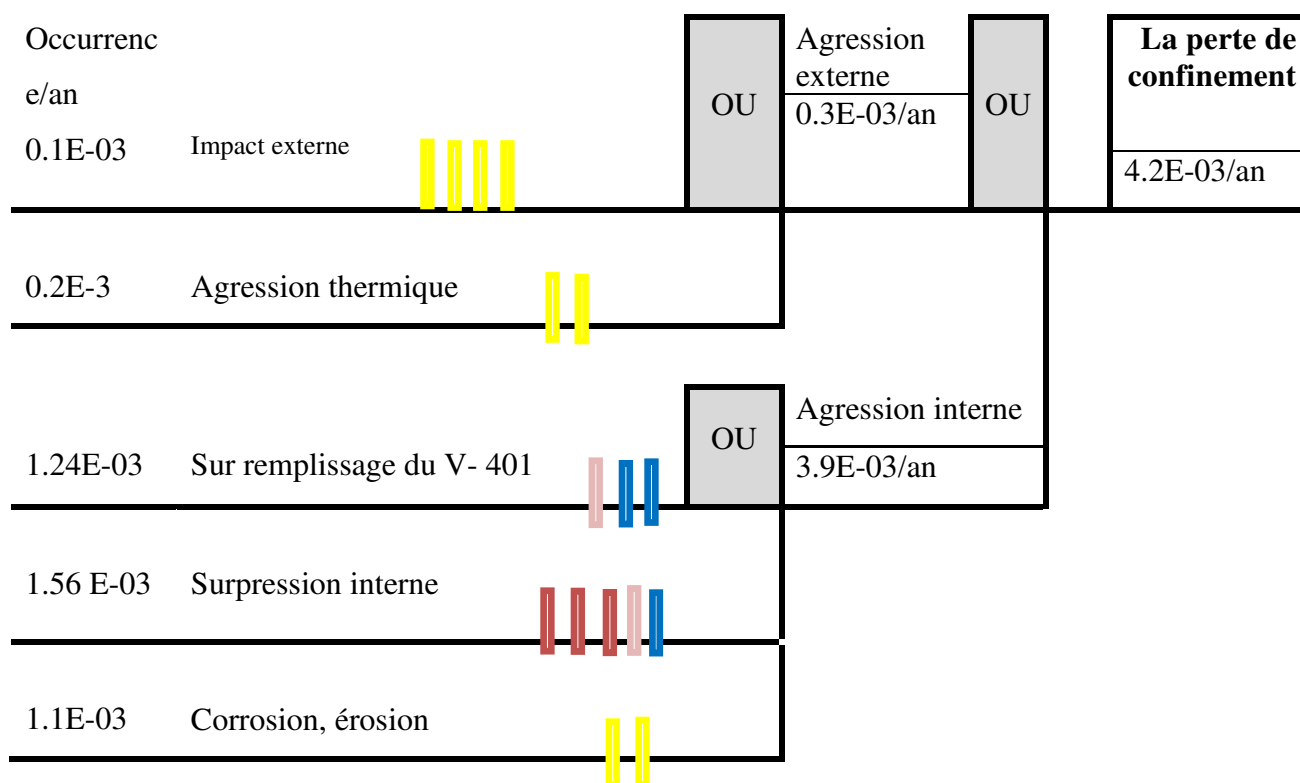 Occurrenc
e/an
0.1E-03 Impact externe
OU
Agression
externe
0.3E-03/an
OU
La perte de
confinement
4.2E-03/an
0.2E-3 Agression thermique
OU
Agression interne
3.9E-03/an
1.24E-03 Sur remplissage du V- 401
1.56 E-03 Surpression interne
1.1E-03 Corrosion, érosion